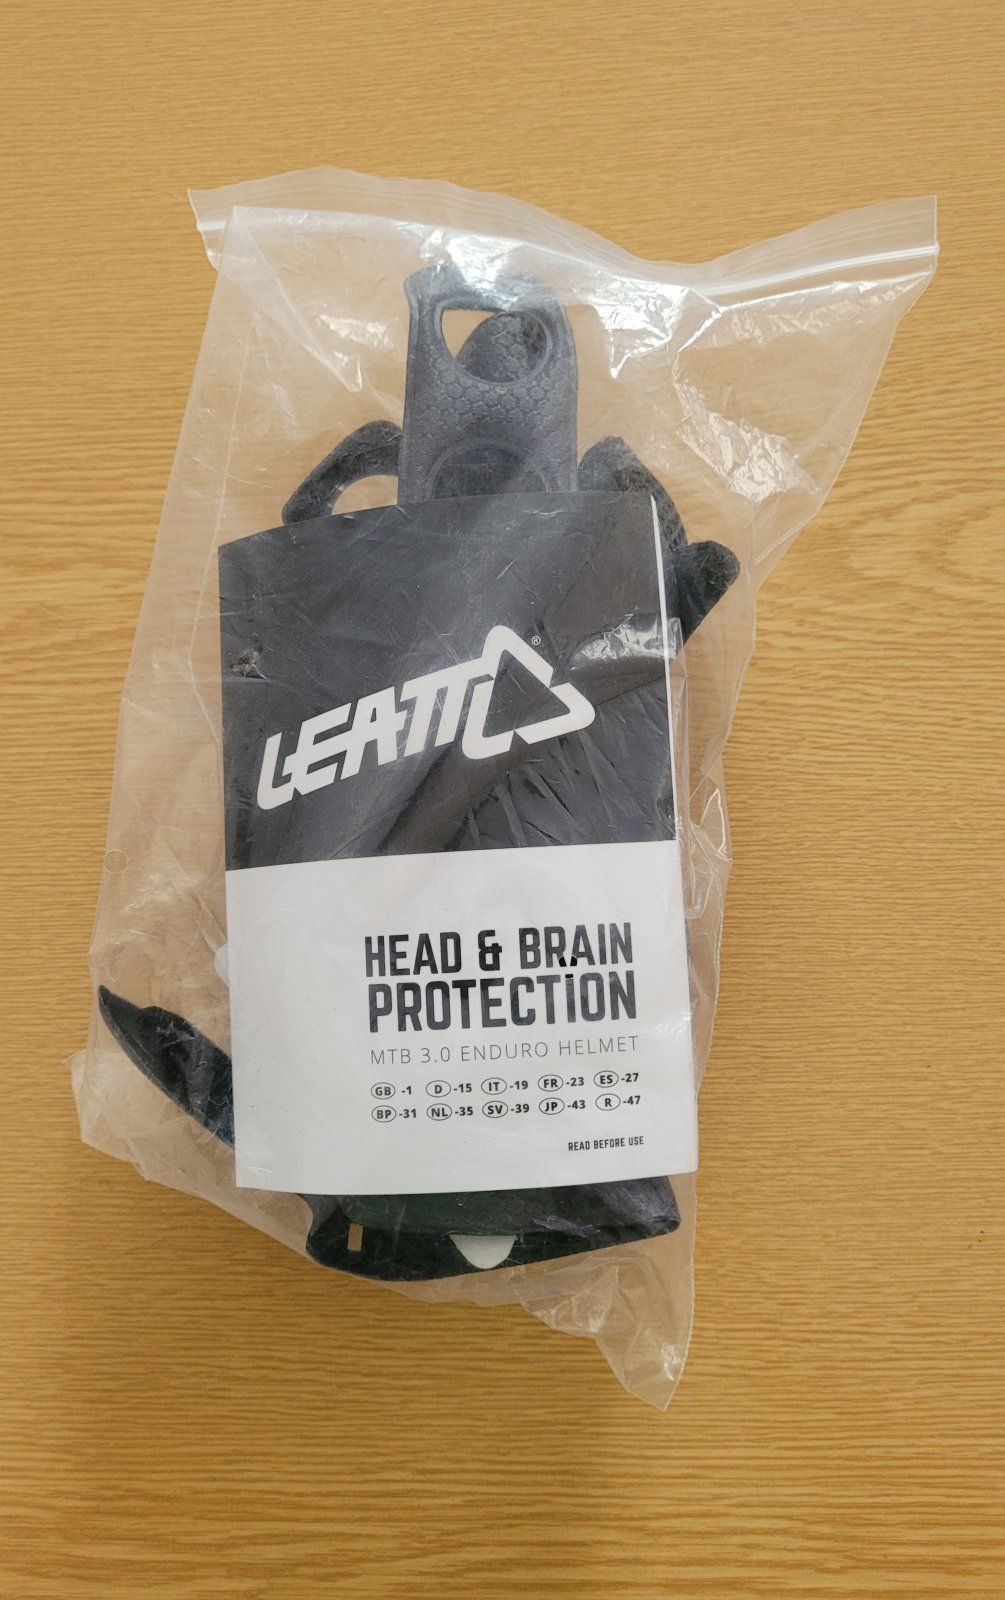 LEATT®
HEAD & BRAIN
PROTECTION
MTB 3.0 ENDURO HELMET
GB -1 D -15 IT -19 FR -23 ES -27
BP -31 NL -35 SV -39 JP -43 R -47
READ BEFORE USE